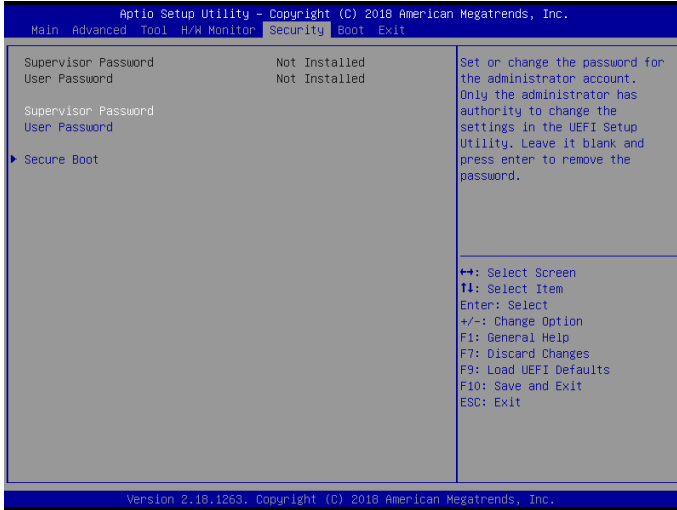 Aptio Setup Utility – Copyright (C) 2018 American Megatrends, Inc.
Main Advanced Tool H/W Monitor Security Boot Exit
Supervisor Password Not Installed
User Password Not Installed
Supervisor Password
User Password
▶ Secure Boot
Set or change the password for
the administrator account.
Only the administrator has
authority to change the
settings in the UEFI Setup
Utility. Leave it blank and
press enter to remove the
password.
↔: Select Screen
↑↓: Select Item
Enter: Select
+/-: Change Option
F1: General Help
F7: Discard Changes
F9: Load UEFI Defaults
F10: Save and Exit
ESC: Exit
Version 2.18.1263. Copyright (C) 2018 American Megatrends, Inc.